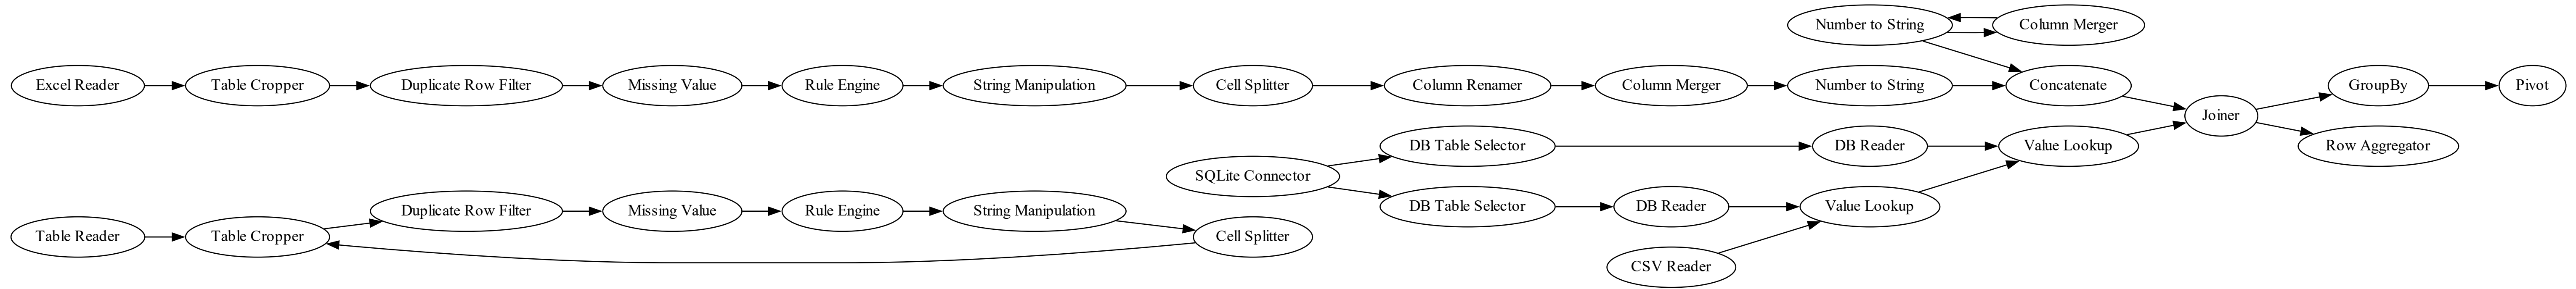 Number to String
Column Merger
Excel Reader
Table Cropper
Duplicate Row Filter
Missing Value
Rule Engine
String Manipulation
Cell Splitter
Column Renamer
Column Merger
Number to String
Concatenate
GroupBy
Pivot
Joiner
DB Table Selector
DB Reader
Value Lookup
Row Aggregator
SQLite Connector
DB Table Selector
DB Reader
Value Lookup
Duplicate Row Filter
Missing Value
Rule Engine
String Manipulation
Table Reader
Table Cropper
Cell Splitter
CSV Reader